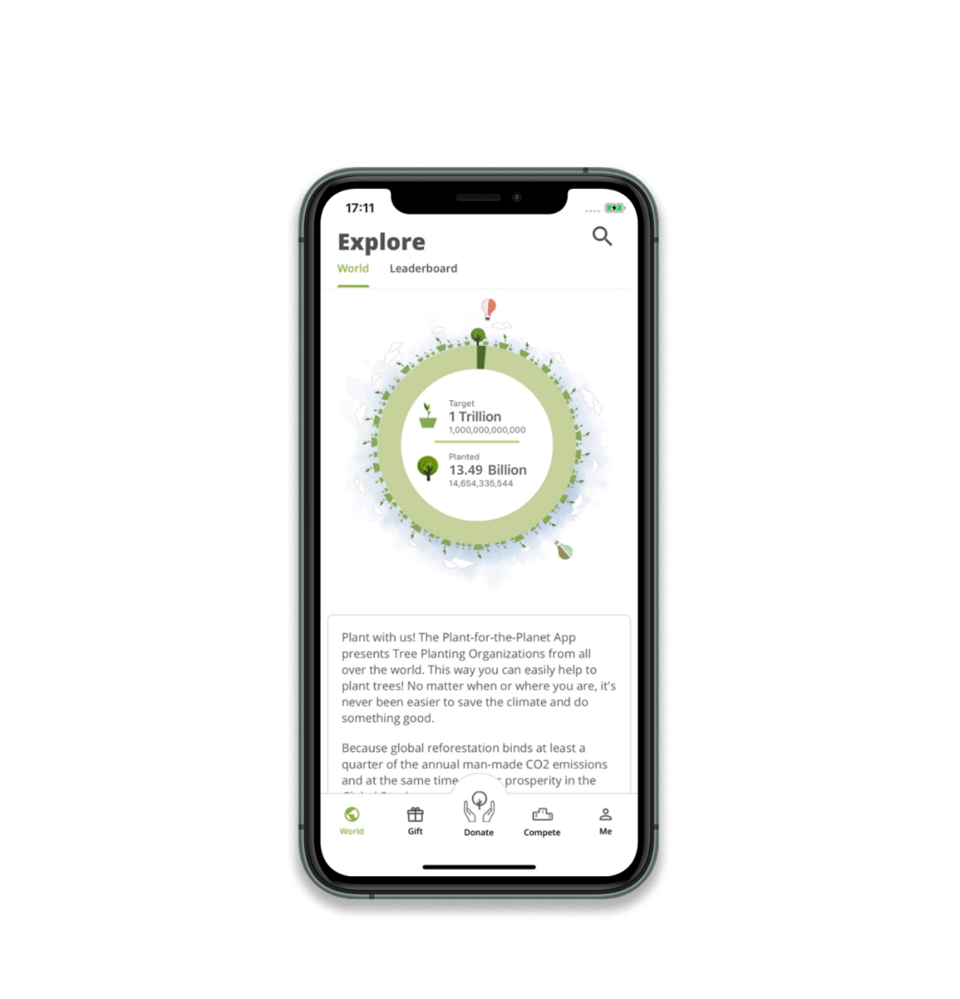 17:11
Explore
World Leaderboard
Target
1 Trillion
1,000,000,000,000
Planted
13.49 Billion
14,654,335,544
Plant with us! The Plant-for-the-Planet App
presents Tree Planting Organizations from all
over the world. This way you can easily help to
plant trees! No matter when or where you are, it's
never been easier to save the climate and do
something good.
Because global reforestation binds at least a
quarter of the annual man-made CO2 emissions
and at the same time prosperity in the
World Gift Donate Compete Me